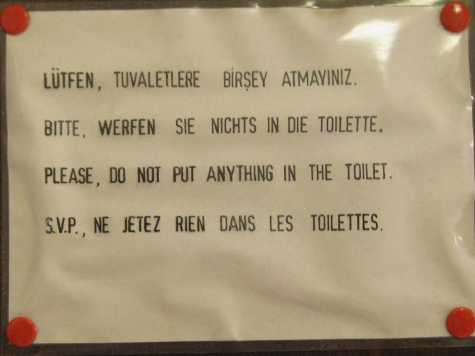 LÜTFEN, TUVALETLERE BİRŞEY ATMAYINIZ.
BITTE, WERFEN SIE NICHTS IN DIE TOILETTE.
PLEASE, DO NOT PUT ANYTHING IN THE TOILET.
S.V.P., NE JETEZ RIEN DANS LES TOILETTES.